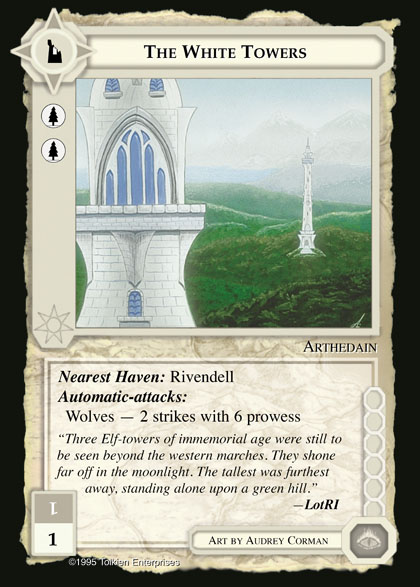 THE WHITE TOWERS
ARTHEDAIN
Nearest Haven: Rivendell
Automatic-attacks:
Wolves — 2 strikes with 6 prowess
“Three Elf-towers of immemorial age were still to
be seen beyond the western marches. They shone
far off in the moonlight. The tallest was furthest
away, standing alone upon a green hill.”
—LotRI
1
1
ART BY AUDREY CORMAN
©1995 Tolkien Enterprises